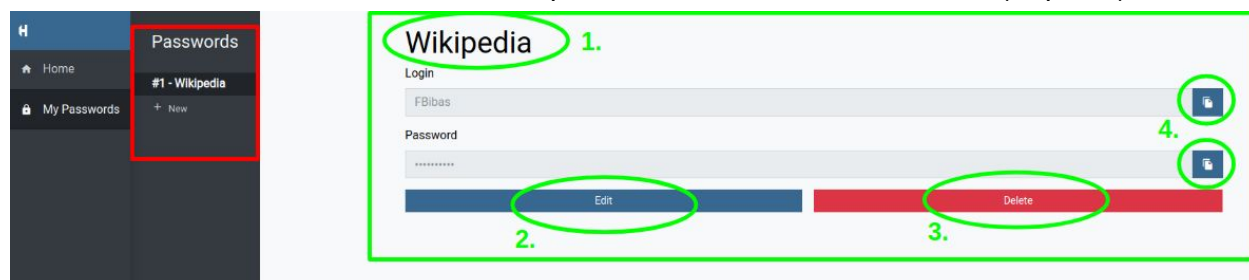 H
Home
My Passwords
Passwords
#1 - Wikipedia
+ New
Wikipedia 1.
Login
FBibas
4.
Password
••••••••••
Edit
Delete
2.
3.